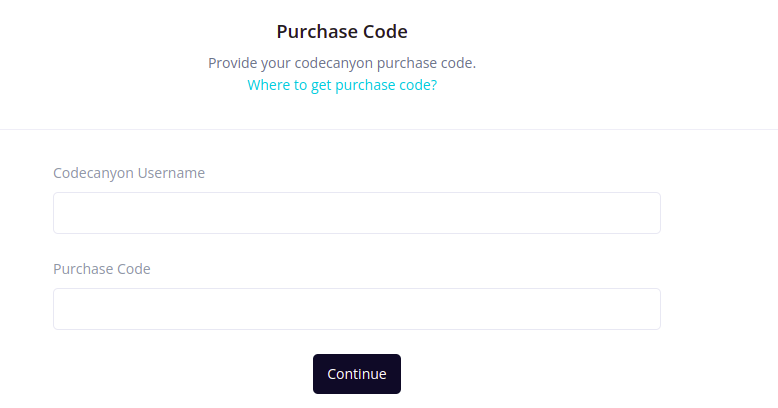 Purchase Code
Provide your codecanyon purchase code.
Where to get purchase code?
Codecanyon Username
Purchase Code
Continue